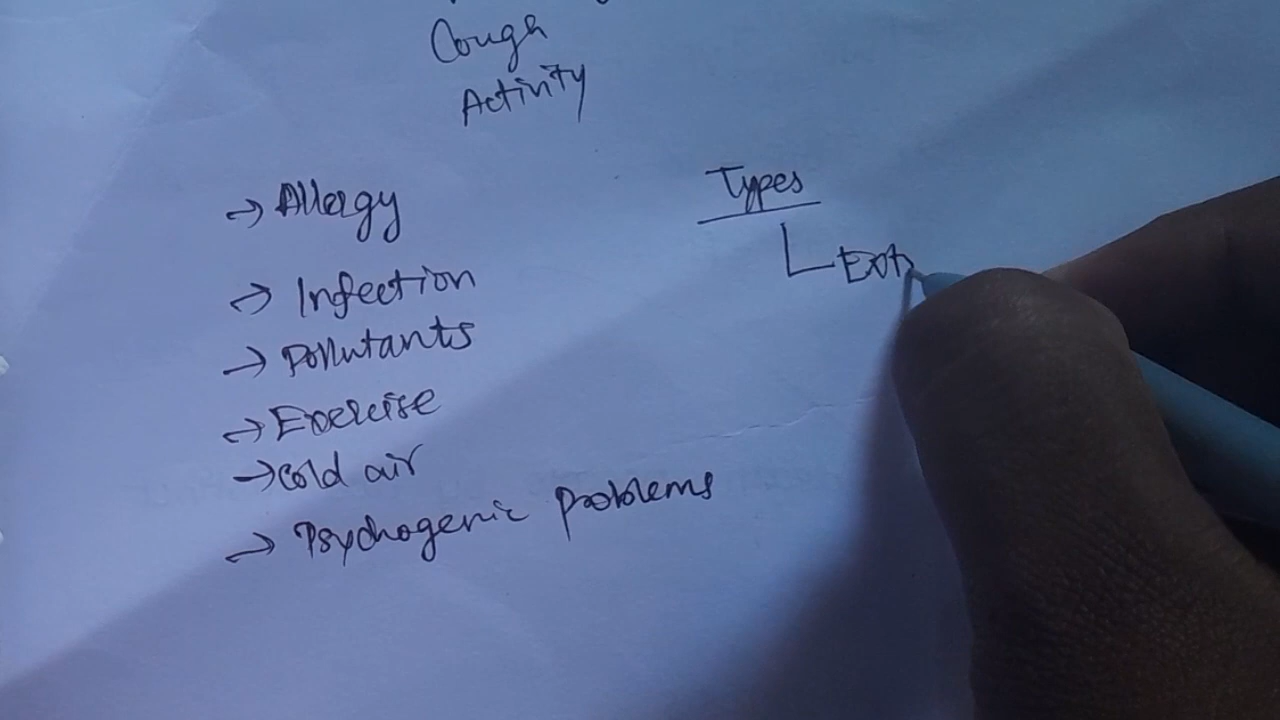 Cough
Activity
→ Allergy
→ Infection
→ Pollutants
→ Exercise
→ Cold air
→ Psychogenic Problems
Types
Ext